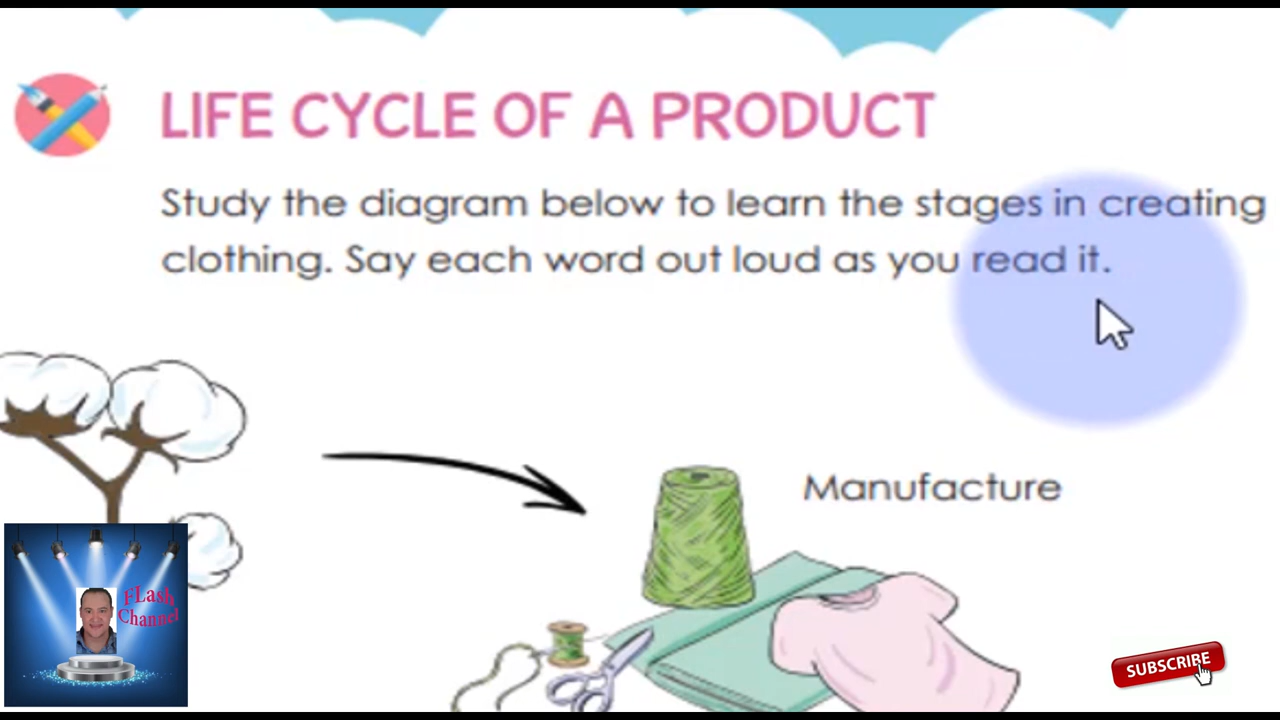 LIFE CYCLE OF A PRODUCT
Study the diagram below to learn the stages in creating
clothing. Say each word out loud as you read it.
Manufacture
FLash
Channel
SUBSCRIBE